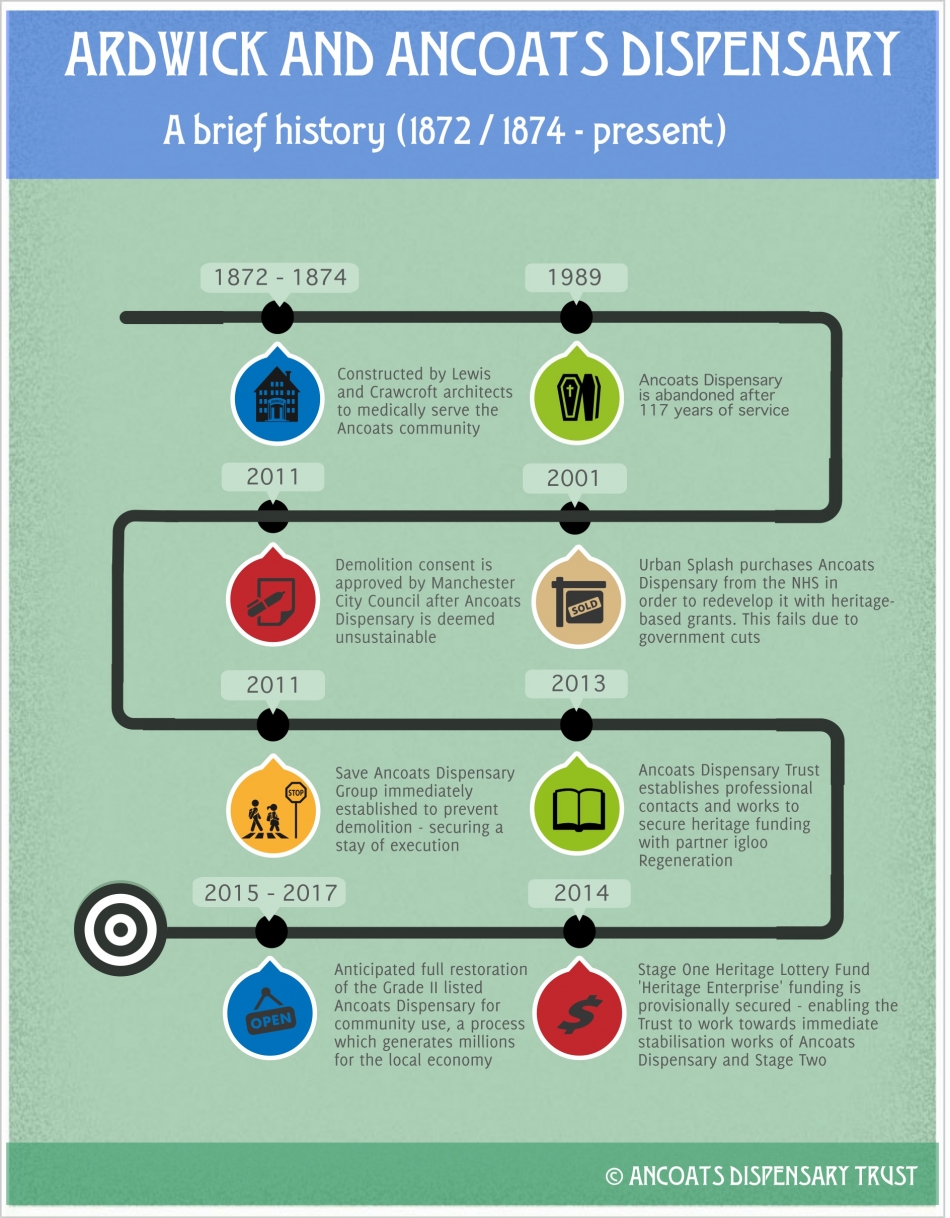 ARDWICK AND ANCOATS DISPENSARY
A brief history (1872 / 1874 - present)
1872 - 1874
Constructed by Lewis
and Crawcroft architects
to medically serve the
Ancoats community
1989
Ancoats Dispensary
is abandoned after
117 years of service
2001
SOLD
Urban Splash purchases Ancoats
Dispensary from the NHS in
order to redevelop it with heritage-
based grants. This fails due to
government cuts
2011
Demolition consent is
approved by Manchester
City Council after Ancoats
Dispensary is deemed
unsustainable
2011
STOP
Save Ancoats Dispensary
Group immediately
established to prevent
demolition - securing a
stay of execution
2013
Ancoats Dispensary Trust
establishes professional
contacts and works to
secure heritage funding
with partner igloo
Regeneration
2014
$
Stage One Heritage Lottery Fund
'Heritage Enterprise' funding is
provisionally secured - enabling the
Trust to work towards immediate
stabilisation works of Ancoats
Dispensary and Stage Two
2015 - 2017
OPEN
Anticipated full restoration
of the Grade II listed
Ancoats Dispensary for
community use, a process
which generates millions
for the local economy
© ANCOATS DISPENSARY TRUST